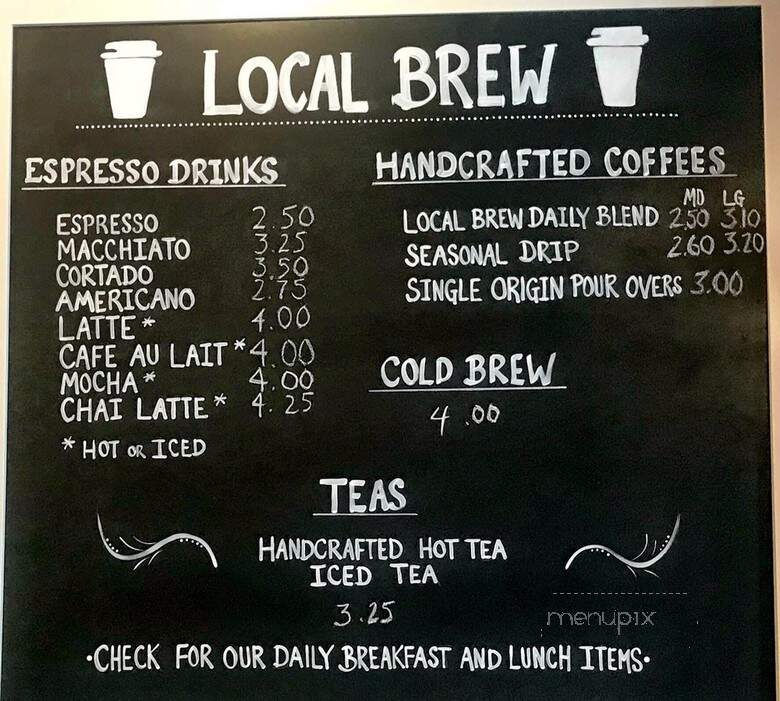 LOCAL BREW
ESPRESSO DRINKS
ESPRESSO 2.50
MACCHIATO 3.25
CORTADO 3.50
AMERICANO 2.75
LATTE * 4.00
CAFE AU LAIT * 4.00
MOCHA * 4.00
CHAI LATTE * 4.25
* HOT OR ICED
HANDCRAFTED COFFEES
MD LG
LOCAL BREW DAILY BLEND 2.50 3.10
SEASONAL DRIP 2.60 3.20
SINGLE ORIGIN POUR OVERS 3.00
COLD BREW
4.00
TEAS
HANDCRAFTED HOT TEA
ICED TEA
3.25
menupix
·CHECK FOR OUR DAILY BREAKFAST AND LUNCH ITEMS·